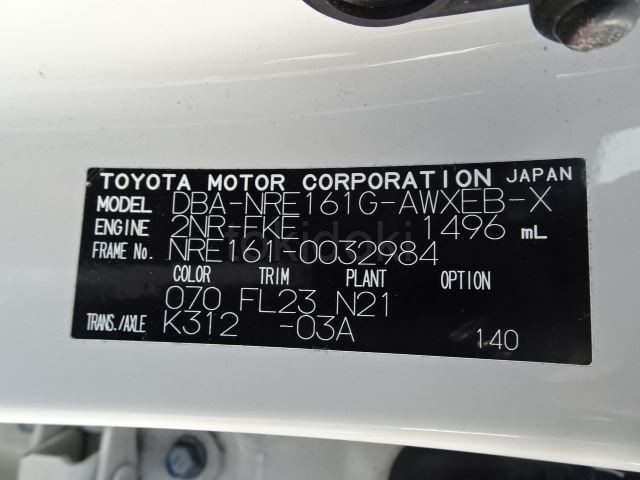 TOYOTA MOTOR CORPORATION JAPAN
MODEL DBA-NRE161G-AWXEB-X
ENGINE 2NR-FKE 1496 mL
FRAME No. NRE161-0032984
COLOR TRIM PLANT OPTION
070 FL23 N21
TRANS./AXLE K312 -03A 140